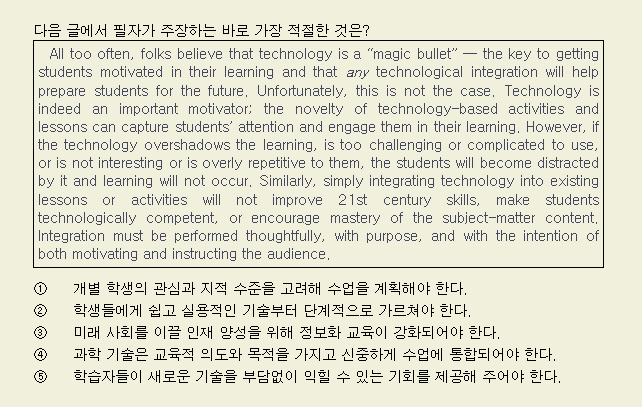 다음 글에서 필자가 주장하는 바로 가장 적절한 것은?
All too often, folks believe that technology is a “magic bullet” — the key to getting
students motivated in their learning and that any technological integration will help
prepare students for the future. Unfortunately, this is not the case. Technology is
indeed an important motivator; the novelty of technology-based activities and
lessons can capture students’ attention and engage them in their learning. However, if
the technology overshadows the learning, is too challenging or complicated to use,
or is not interesting or is overly repetitive to them, the students will become distracted
by it and learning will not occur. Similarly, simply integrating technology into existing
lessons or activities will not improve 21st century skills, make students
technologically competent, or encourage mastery of the subject-matter content.
Integration must be performed thoughtfully, with purpose, and with the intention of
both motivating and instructing the audience.
① 개별 학생의 관심과 지적 수준을 고려해 수업을 계획해야 한다.
② 학생들에게 쉽고 실용적인 기술부터 단계적으로 가르쳐야 한다.
③ 미래 사회를 이끌 인재 양성을 위해 정보화 교육이 강화되어야 한다.
④ 과학 기술은 교육적 의도와 목적을 가지고 신중하게 수업에 통합되어야 한다.
⑤ 학습자들이 새로운 기술을 부담없이 익힐 수 있는 기회를 제공해 주어야 한다.